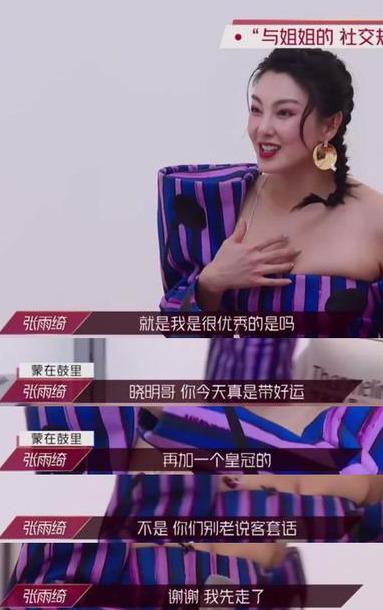 “与姐姐的 社交
张雨绮
就是我是很优秀的是吗
蒙在鼓里
张雨绮
晓明哥 你今天真是带好运
蒙在鼓里
张雨绮
再加一个皇冠的
张雨绮
不是 你们别老说客套话
张雨绮
谢谢 我先走了